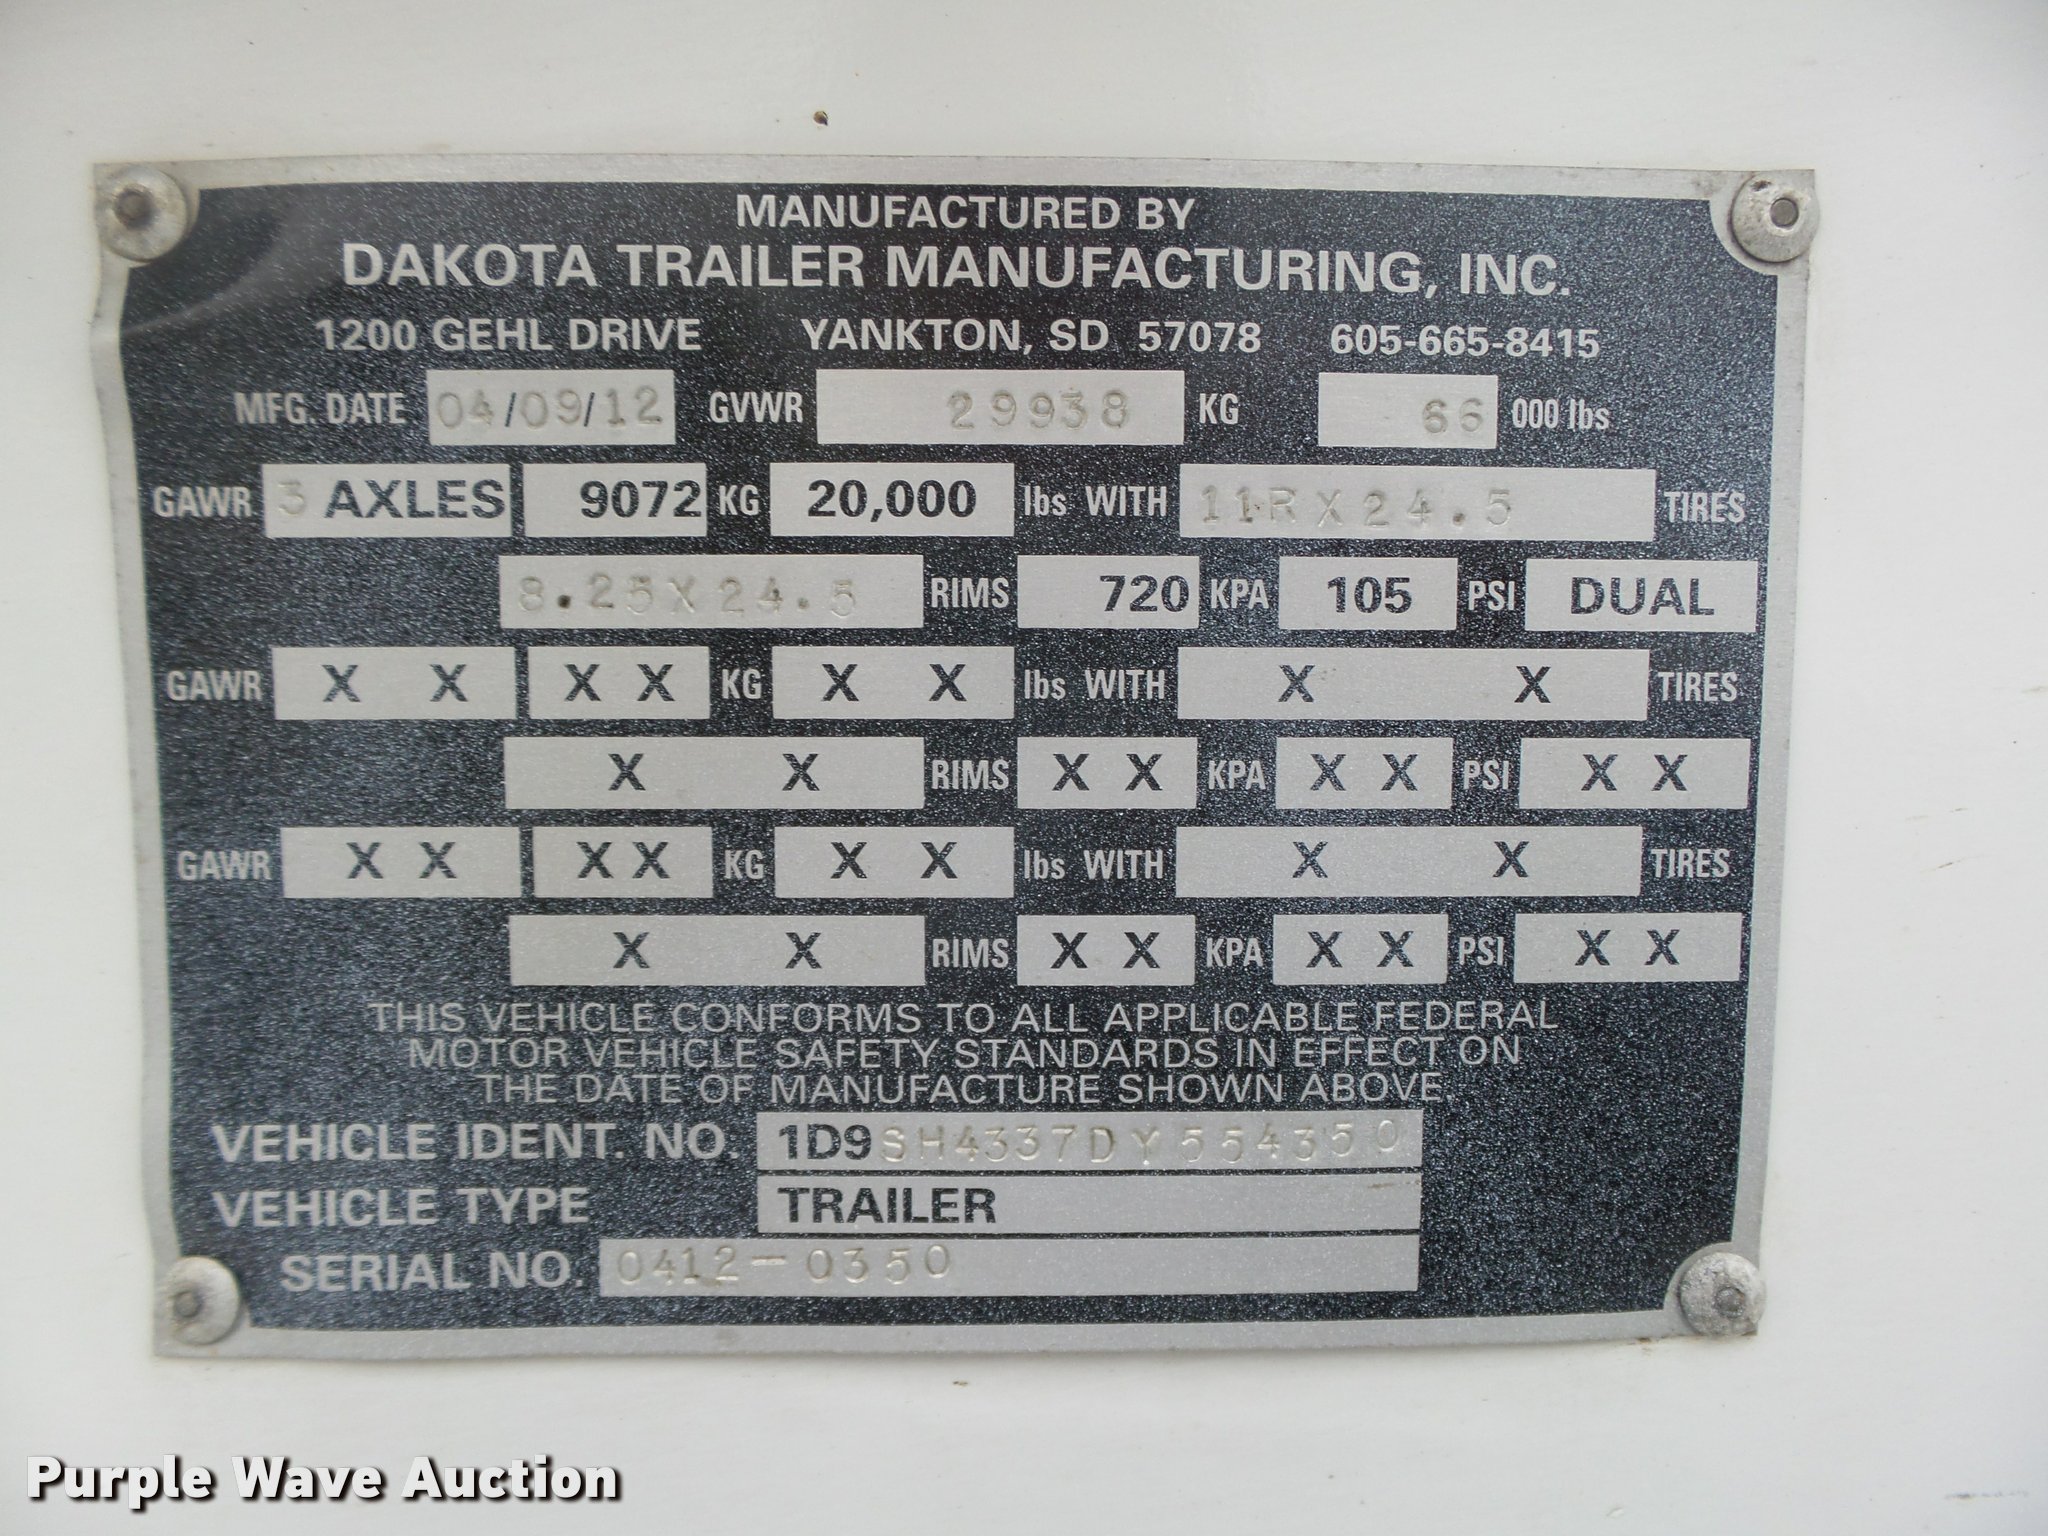 MANUFACTURED BY
DAKOTA TRAILER MANUFACTURING, INC.
1200 GEHL DRIVE YANKTON, SD 57078 605-665-8415
MFG. DATE 04/09/12 GVWR 29938 KG 66 000 lbs
GAWR 3 AXLES 9072 KG 20,000 lbs WITH 11RX24.5 TIRES
8.25X24.5 RIMS 720 KPA 105 PSI DUAL
GAWR X X X X KG X X lbs WITH X X TIRES
X X RIMS X X KPA X X PSI X X
GAWR X X X X KG X X lbs WITH X X TIRES
X X RIMS X X KPA X X PSI X X
THIS VEHICLE CONFORMS TO ALL APPLICABLE FEDERAL
MOTOR VEHICLE SAFETY STANDARDS IN EFFECT ON
THE DATE OF MANUFACTURE SHOWN ABOVE.
VEHICLE IDENT. NO. 1D9SH4337DY554350
VEHICLE TYPE TRAILER
SERIAL NO. 0412-0350
Purple Wave Auction